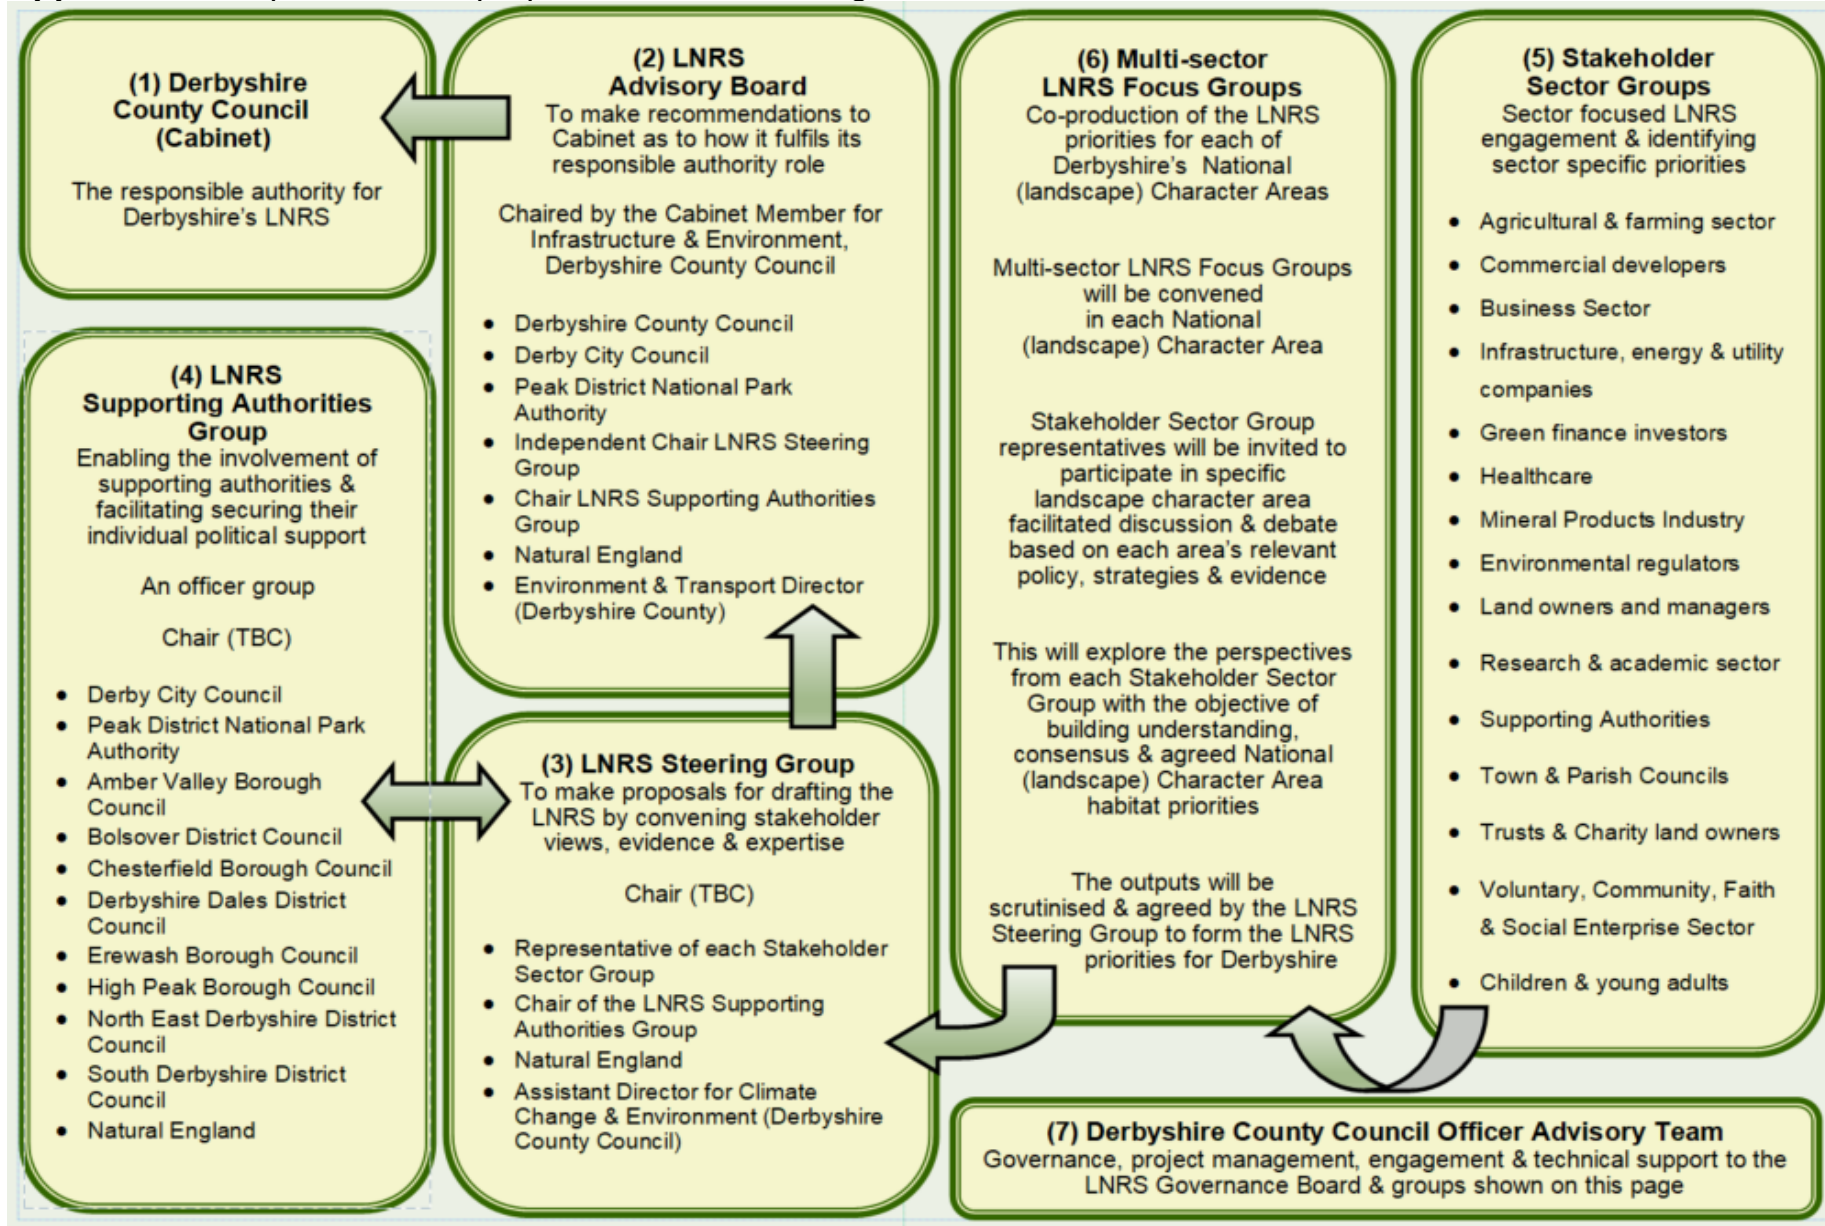 (1) Derbyshire
County Council
(Cabinet)
The responsible authority for
Derbyshire's LNRS
(2) LNRS
Advisory Board
To make recommendations to
Cabinet as to how it fulfils its
responsible authority role
Chaired by the Cabinet Member for
Infrastructure & Environment,
Derbyshire County Council
• Derbyshire County Council
• Derby City Council
• Peak District National Park
Authority
• Independent Chair LNRS Steering
Group
• Chair LNRS Supporting Authorities
Group
• Natural England
• Environment & Transport Director
(Derbyshire County)
(3) LNRS Steering Group
To make proposals for drafting the
LNRS by convening stakeholder
views, evidence & expertise
Chair (TBC)
• Representative of each Stakeholder
Sector Group
• Chair of the LNRS Supporting
Authorities Group
• Natural England
• Assistant Director for Climate
Change & Environment (Derbyshire
County Council)
(4) LNRS
Supporting Authorities
Group
Enabling the involvement of
supporting authorities &
facilitating securing their
individual political support
An officer group
Chair (TBC)
• Derby City Council
• Peak District National Park
Authority
• Amber Valley Borough
Council
• Bolsover District Council
• Chesterfield Borough Council
• Derbyshire Dales District
Council
• Erewash Borough Council
• High Peak Borough Council
• North East Derbyshire District
Council
• South Derbyshire District
Council
• Natural England
(6) Multi-sector
LNRS Focus Groups
Co-production of the LNRS
priorities for each of
Derbyshire's National
(landscape) Character Areas
Multi-sector LNRS Focus Groups
will be convened
in each National
(landscape) Character Area
Stakeholder Sector Group
representatives will be invited to
participate in specific
landscape character area
facilitated discussion & debate
based on each area's relevant
policy, strategies & evidence
This will explore the perspectives
from each Stakeholder Sector
Group with the objective of
building understanding,
consensus & agreed National
(landscape) Character Area
habitat priorities
The outputs will be
scrutinised & agreed by the LNRS
Steering Group to form the LNRS
priorities for Derbyshire
(5) Stakeholder
Sector Groups
Sector focused LNRS
engagement & identifying
sector specific priorities
• Agricultural & farming sector
• Commercial developers
• Business Sector
• Infrastructure, energy & utility
companies
• Green finance investors
• Healthcare
• Mineral Products Industry
• Environmental regulators
• Land owners and managers
• Research & academic sector
• Supporting Authorities
• Town & Parish Councils
• Trusts & Charity land owners
• Voluntary, Community, Faith
& Social Enterprise Sector
• Children & young adults
(7) Derbyshire County Council Officer Advisory Team
Governance, project management, engagement & technical support to the
LNRS Governance Board & groups shown on this page